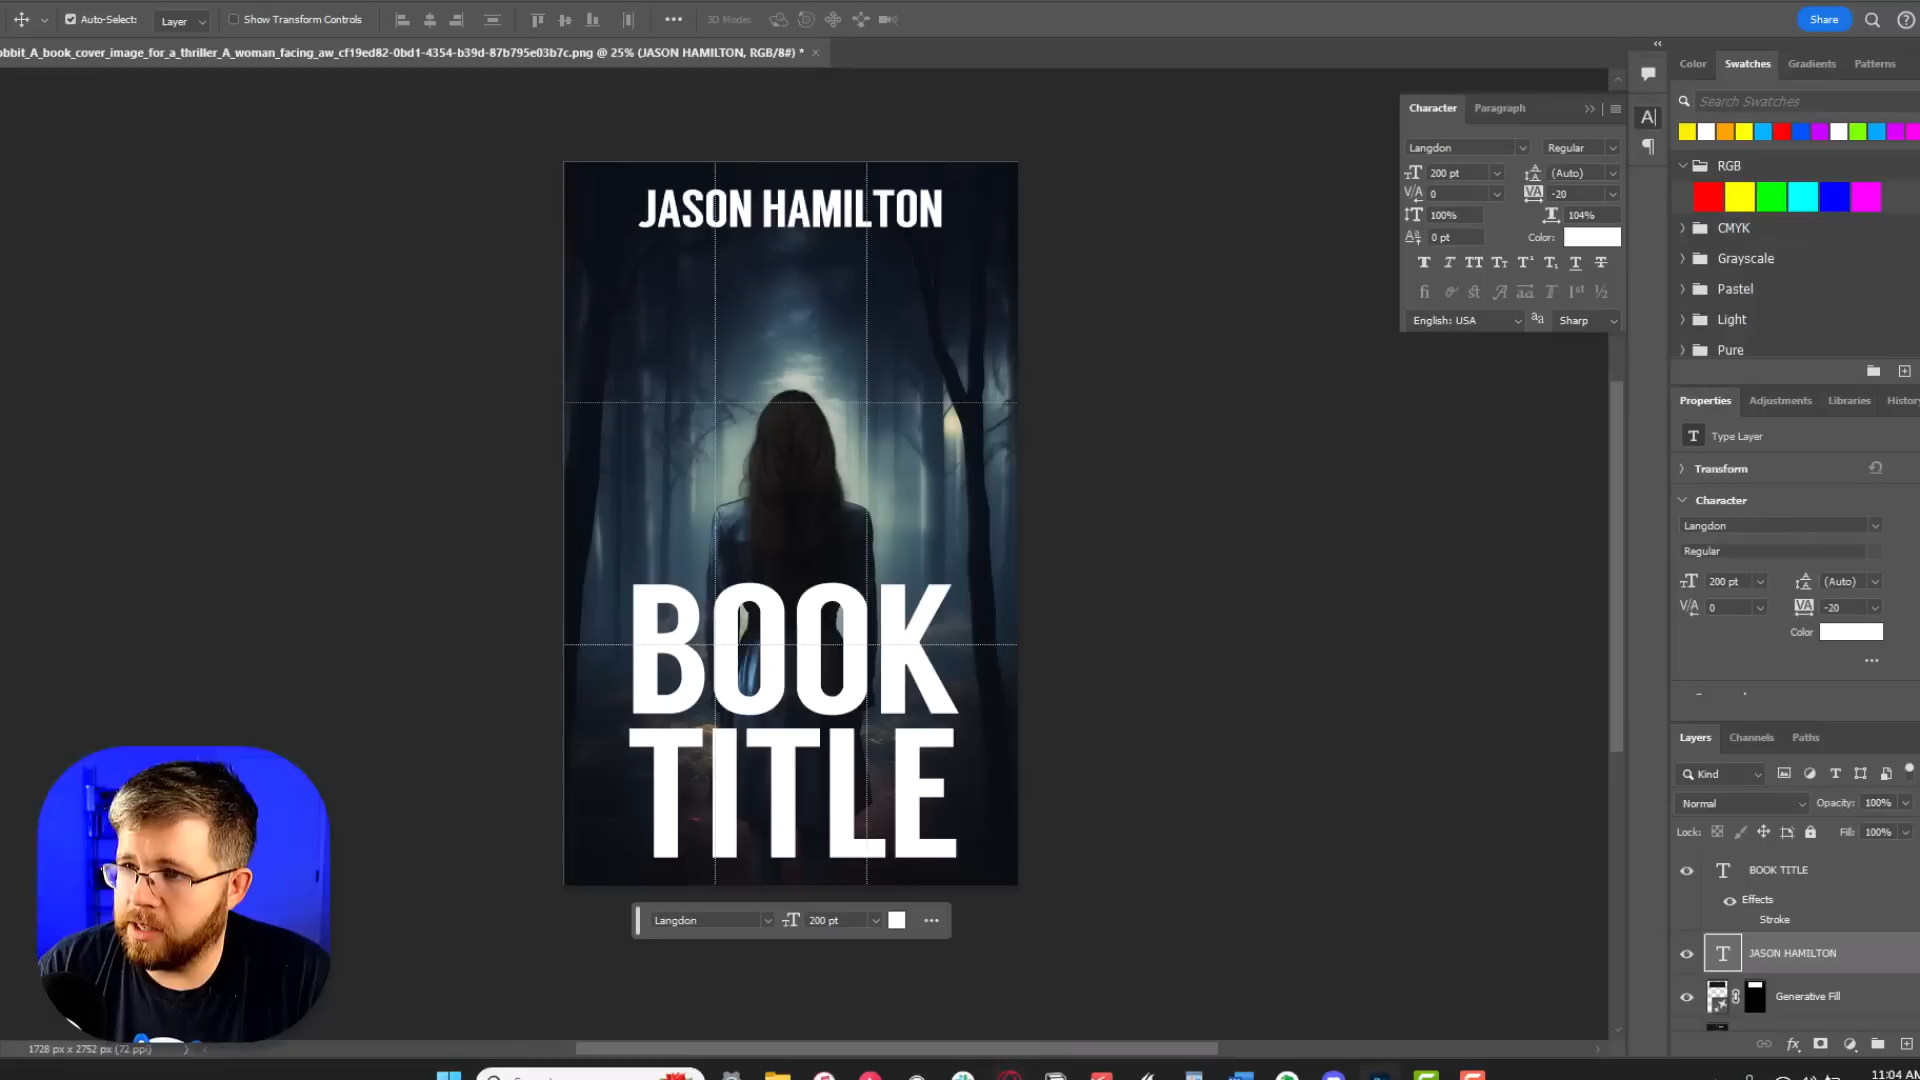 Auto-Select:
Layer
Show Transform Controls
3D Mode:
Share
obbit_A_book_cover_image_for_a_thriller_A_woman_facing_aw_cf19ed82-0bd1-4354-b39d-87b795e03b7c.png @ 25% (JASON HAMILTON, RGB/8#) *
Color
Swatches
Gradients
Patterns
Search Swatches
Character
Paragraph
Langdon
Regular
200 pt
(Auto)
0
-20
100%
104%
0 pt
Color:
English: USA
Sharp
RGB
CMYK
Grayscale
Pastel
Light
Pure
JASON HAMILTON
BOOK
TITLE
Properties
Adjustments
Libraries
History
Type Layer
Transform
Character
Langdon
Regular
200 pt
(Auto)
0
-20
Color
Layers
Channels
Paths
Kind
Normal
Opacity: 100%
Lock:
Fill: 100%
BOOK TITLE
Effects
Stroke
JASON HAMILTON
Generative Fill
Langdon
200 pt
1728 px x 2752 px (72 ppi)
11:04 AM